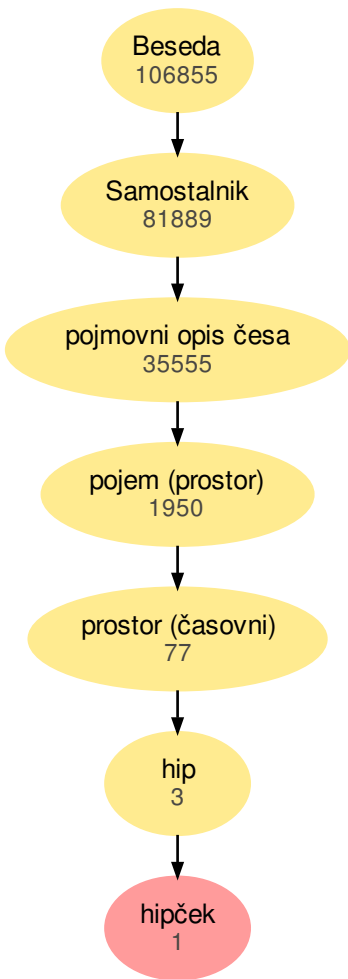 Beseda
106855
Samostalnik
81889
pojmovni opis česa
35555
pojem (prostor)
1950
prostor (časovni)
77
hip
3
hipček
1